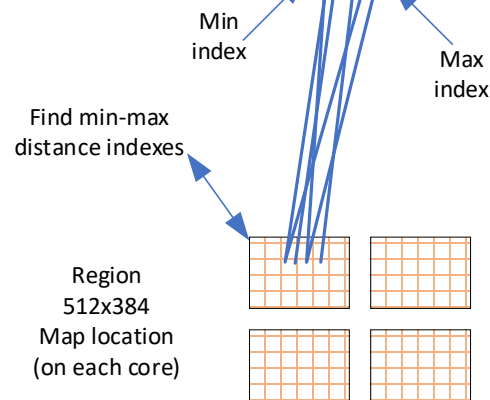 Min
index
Max
index
Find min-max
distance indexes
Region
512x384
Map location
(on each core)